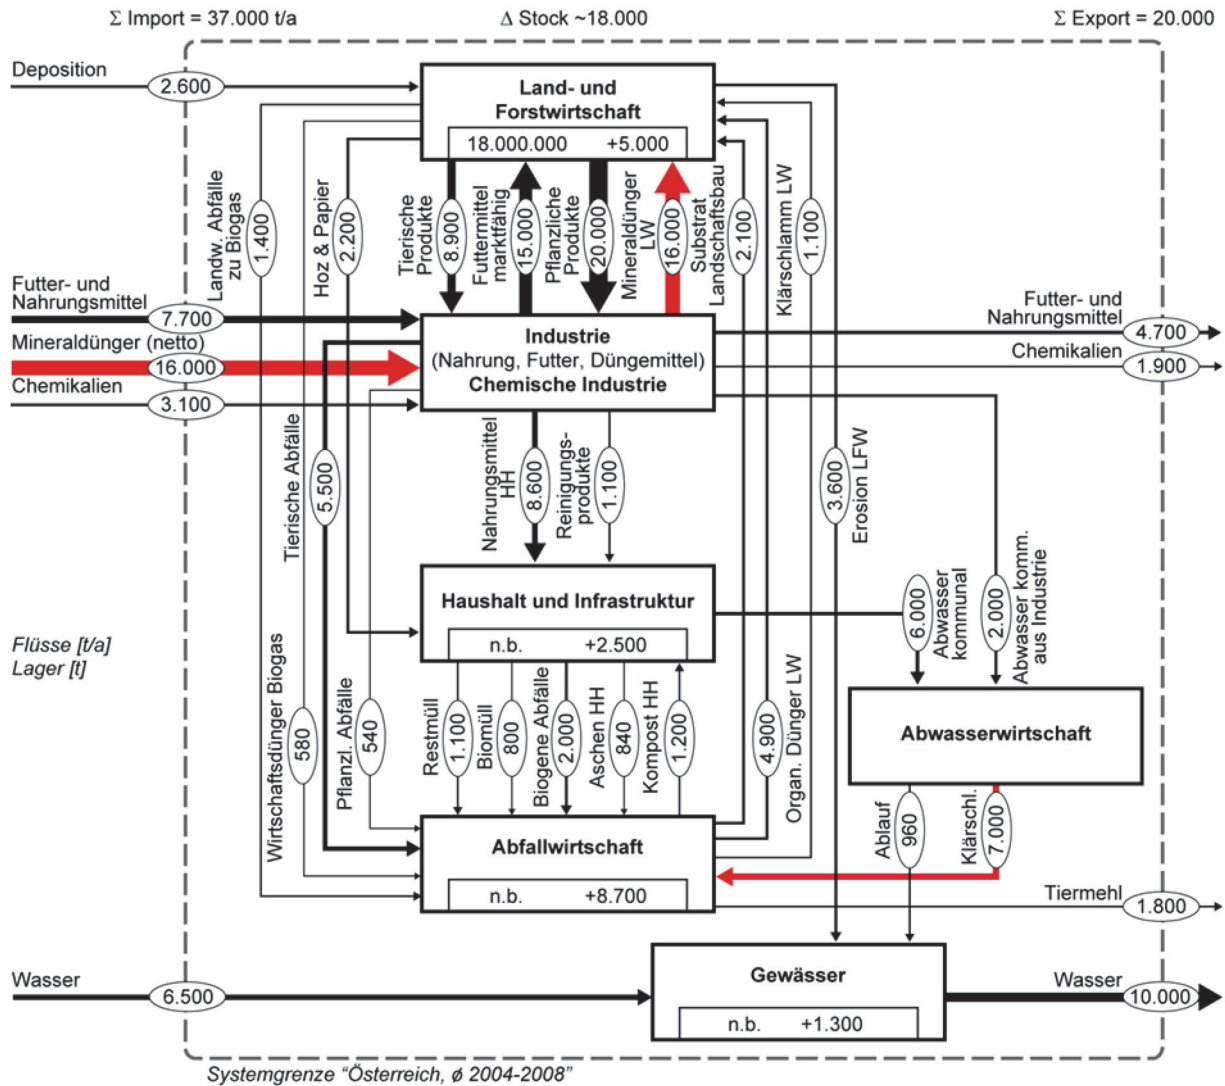 Σ Import = 37.000 t/a
Δ Stock ~18.000
Σ Export = 20.000
Deposition
2.600
Land- und
Forstwirtschaft
18.000.000 +5.000
Landw. Abfälle
zu Biogas
1.400
Hoz & Papier
2.200
Tierische
Produkte
8.900
Futtermittel
marktfähig
15.000
Pflanzliche
Produkte
20.000
Mineraldünger
LW
16.000
Substrat
Landschaftsbau
2.100
Klärschlamm LW
1.100
Futter- und
Nahrungsmittel
7.700
Mineraldünger (netto)
16.000
Chemikalien
3.100
Industrie
(Nahrung, Futter, Düngemittel)
Chemische Industrie
Futter- und
Nahrungsmittel
4.700
Chemikalien
1.900
Tierische Abfälle
5.500
Nahrungsmittel
HH
8.600
Reinigungs-
produkte
1.100
3.600
Erosion LFW
Haushalt und Infrastruktur
n.b. +2.500
6.000
Abwasser
kommunal
2.000
Abwasser komm.
aus Industrie
Flüsse [t/a]
Lager [t]
Wirtschaftsdünger Biogas
580
Pflanzl. Abfälle
540
Restmüll
1.100
Biomüll
800
Biogene Abfälle
2.000
Aschen HH
840
Kompost HH
1.200
4.900
Organ. Dünger LW
Abwasserwirtschaft
Ablauf
960
Klärschl.
7.000
Abfallwirtschaft
n.b. +8.700
Tiermehl
1.800
Wasser
6.500
Gewässer
n.b. +1.300
Wasser
10.000
Systemgrenze "Österreich, ø 2004-2008"